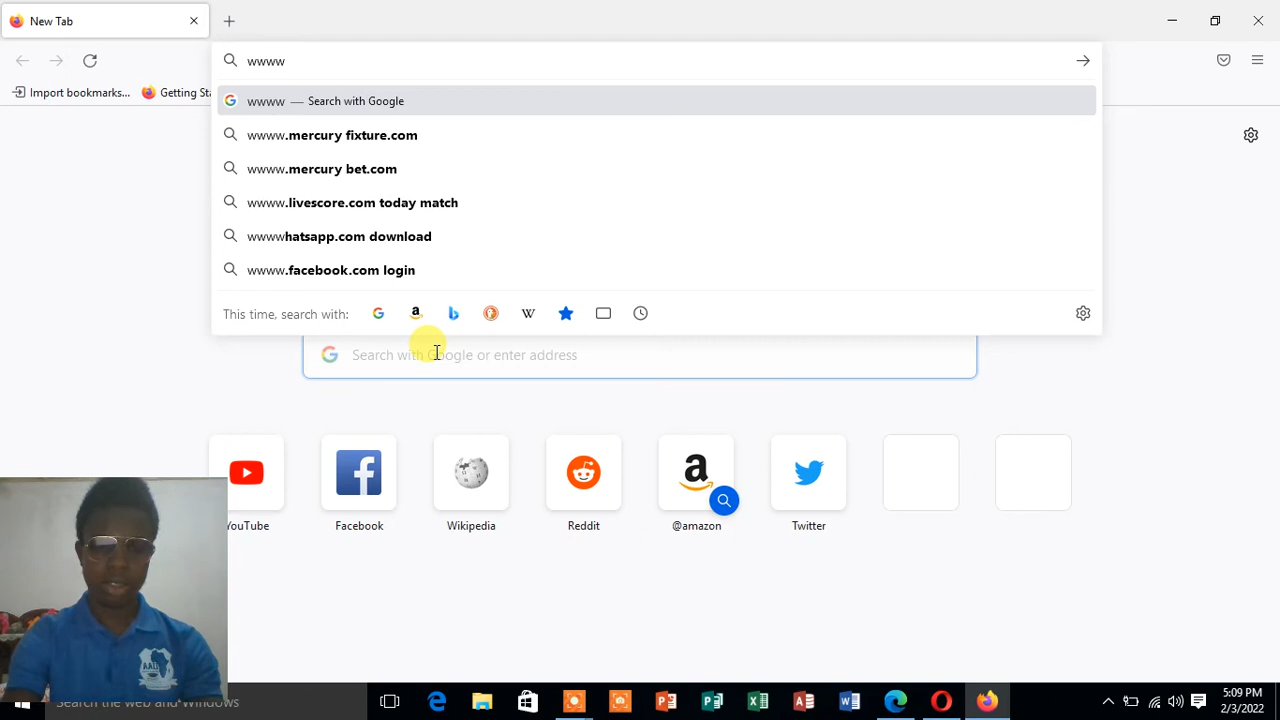 New Tab
wwww
Import bookmarks...
Getting Sta
wwww — Search with Google
wwww.mercury fixture.com
wwww.mercury bet.com
wwww.livescore.com today match
wwwwhatsapp.com download
wwww.facebook.com login
This time, search with:
Search with Google or enter address
YouTube
Facebook
Wikipedia
Reddit
@amazon
Twitter
Search the web and Windows
5:09 PM
2/3/2022